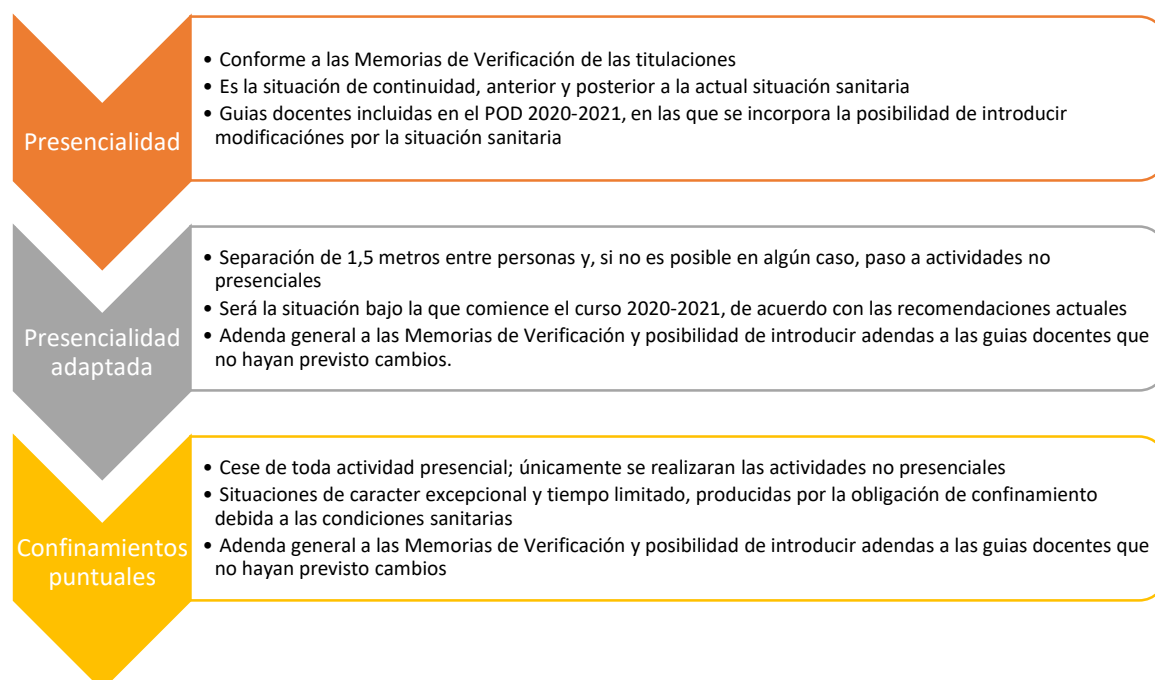 Presencialidad
• Conforme a las Memorias de Verificación de las titulaciones
• Es la situación de continuidad, anterior y posterior a la actual situación sanitaria
• Guias docentes incluidas en el POD 2020-2021, en las que se incorpora la posibilidad de introducir
modificaciónes por la situación sanitaria
Presencialidad
adaptada
• Separación de 1,5 metros entre personas y, si no es posible en algún caso, paso a actividades no
presenciales
• Será la situación bajo la que comience el curso 2020-2021, de acuerdo con las recomendaciones actuales
• Adenda general a las Memorias de Verificación y posibilidad de introducir adendas a las guias docentes que
no hayan previsto cambios.
Confinamientos
puntuales
• Cese de toda actividad presencial; únicamente se realizaran las actividades no presenciales
• Situaciones de caracter excepcional y tiempo limitado, producidas por la obligación de confinamiento
debida a las condiciones sanitarias
• Adenda general a las Memorias de Verificación y posibilidad de introducir adendas a las guias docentes que
no hayan previsto cambios